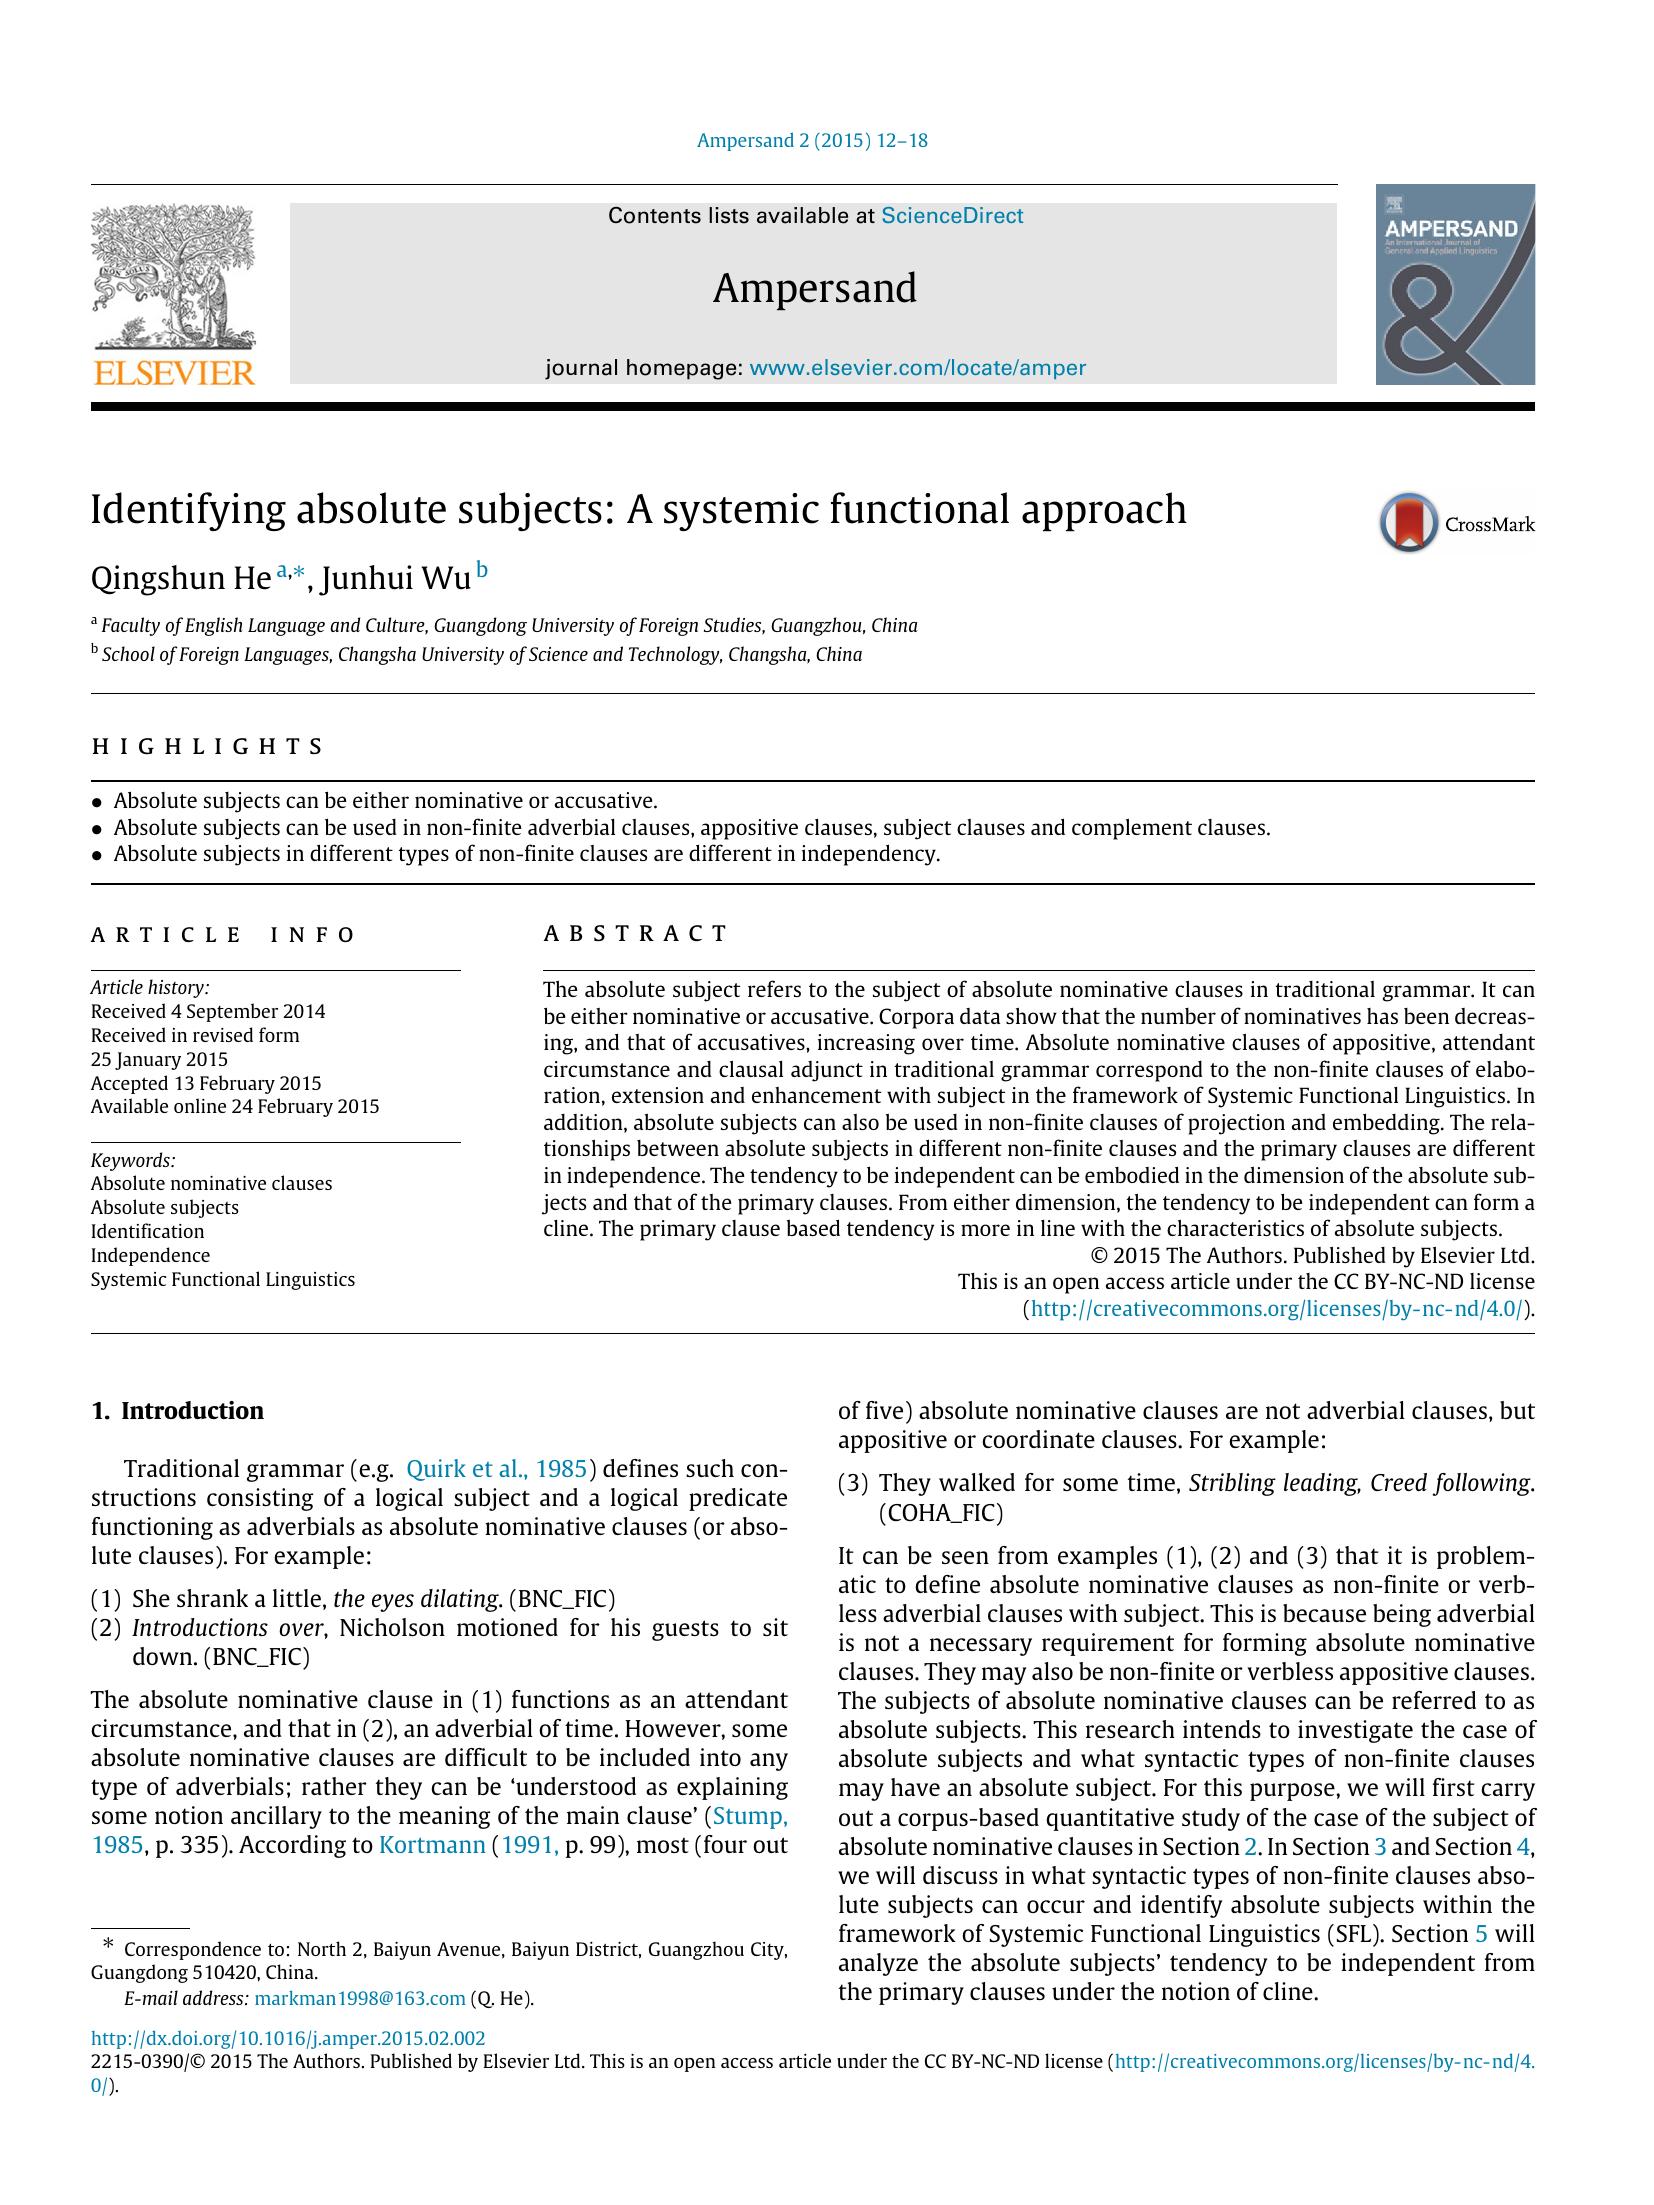 Ampersand 2 (2015) 12–18
Contents lists available at ScienceDirect
Ampersand
journal homepage: www.elsevier.com/locate/amper
NON SOLUS
ELSEVIER
AMPERSAND
An International Journal of
General and Applied Linguistics
&
Identifying absolute subjects: A systemic functional approach
CrossMark
Qingshun He a,*, Junhui Wu b
a Faculty of English Language and Culture, Guangdong University of Foreign Studies, Guangzhou, China
b School of Foreign Languages, Changsha University of Science and Technology, Changsha, China
HIGHLIGHTS
• Absolute subjects can be either nominative or accusative.
• Absolute subjects can be used in non-finite adverbial clauses, appositive clauses, subject clauses and complement clauses.
• Absolute subjects in different types of non-finite clauses are different in independency.
ARTICLE INFO
Article history:
Received 4 September 2014
Received in revised form
25 January 2015
Accepted 13 February 2015
Available online 24 February 2015
Keywords:
Absolute nominative clauses
Absolute subjects
Identification
Independence
Systemic Functional Linguistics
ABSTRACT
The absolute subject refers to the subject of absolute nominative clauses in traditional grammar. It can
be either nominative or accusative. Corpora data show that the number of nominatives has been decreas-
ing, and that of accusatives, increasing over time. Absolute nominative clauses of appositive, attendant
circumstance and clausal adjunct in traditional grammar correspond to the non-finite clauses of elabo-
ration, extension and enhancement with subject in the framework of Systemic Functional Linguistics. In
addition, absolute subjects can also be used in non-finite clauses of projection and embedding. The rela-
tionships between absolute subjects in different non-finite clauses and the primary clauses are different
in independence. The tendency to be independent can be embodied in the dimension of the absolute sub-
jects and that of the primary clauses. From either dimension, the tendency to be independent can form a
cline. The primary clause based tendency is more in line with the characteristics of absolute subjects.
© 2015 The Authors. Published by Elsevier Ltd.
This is an open access article under the CC BY-NC-ND license
(http://creativecommons.org/licenses/by-nc-nd/4.0/).
1. Introduction
Traditional grammar (e.g. Quirk et al., 1985) defines such con-
structions consisting of a logical subject and a logical predicate
functioning as adverbials as absolute nominative clauses (or abso-
lute clauses). For example:
(1) She shrank a little, the eyes dilating. (BNC_FIC)
(2) Introductions over, Nicholson motioned for his guests to sit
down. (BNC_FIC)
The absolute nominative clause in (1) functions as an attendant
circumstance, and that in (2), an adverbial of time. However, some
absolute nominative clauses are difficult to be included into any
type of adverbials; rather they can be ‘understood as explaining
some notion ancillary to the meaning of the main clause’ (Stump,
1985, p. 335). According to Kortmann (1991, p. 99), most (four out
of five) absolute nominative clauses are not adverbial clauses, but
appositive or coordinate clauses. For example:
(3) They walked for some time, Stribling leading, Creed following.
(COHA_FIC)
It can be seen from examples (1), (2) and (3) that it is problem-
atic to define absolute nominative clauses as non-finite or verb-
less adverbial clauses with subject. This is because being adverbial
is not a necessary requirement for forming absolute nominative
clauses. They may also be non-finite or verbless appositive clauses.
The subjects of absolute nominative clauses can be referred to as
absolute subjects. This research intends to investigate the case of
absolute subjects and what syntactic types of non-finite clauses
may have an absolute subject. For this purpose, we will first carry
out a corpus-based quantitative study of the case of the subject of
absolute nominative clauses in Section 2. In Section 3 and Section 4,
we will discuss in what syntactic types of non-finite clauses abso-
lute subjects can occur and identify absolute subjects within the
framework of Systemic Functional Linguistics (SFL). Section 5 will
analyze the absolute subjects’ tendency to be independent from
the primary clauses under the notion of cline.
* Correspondence to: North 2, Baiyun Avenue, Baiyun District, Guangzhou City,
Guangdong 510420, China.
E-mail address: markman1998@163.com (Q. He).
http://dx.doi.org/10.1016/j.amper.2015.02.002
2215-0390/© 2015 The Authors. Published by Elsevier Ltd. This is an open access article under the CC BY-NC-ND license (http://creativecommons.org/licenses/by-nc-nd/4.
0/).